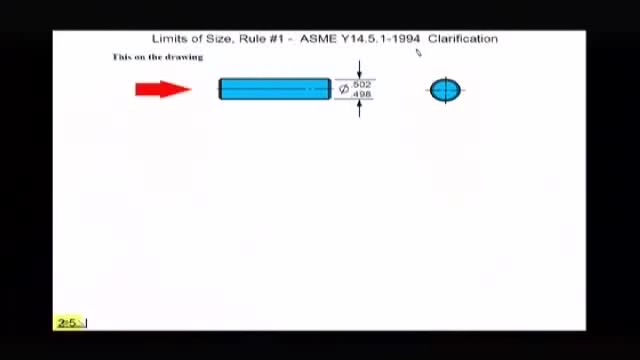 Limits of Size, Rule #1 - ASME Y14.5.1-1994 Clarification
This on the drawing
Ø .502
.498